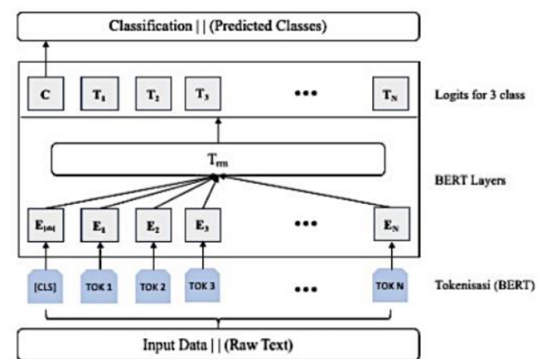 Classification || (Predicted Classes)
C T1 T2 T3 ••• TN Logits for 3 class
Trm
BERT Layers
E1 E2 E3 ••• EN
[CLS] TOK 1 TOK 2 TOK 3 ••• TOK N Tokenisasi (BERT)
Input Data || (Raw Text)